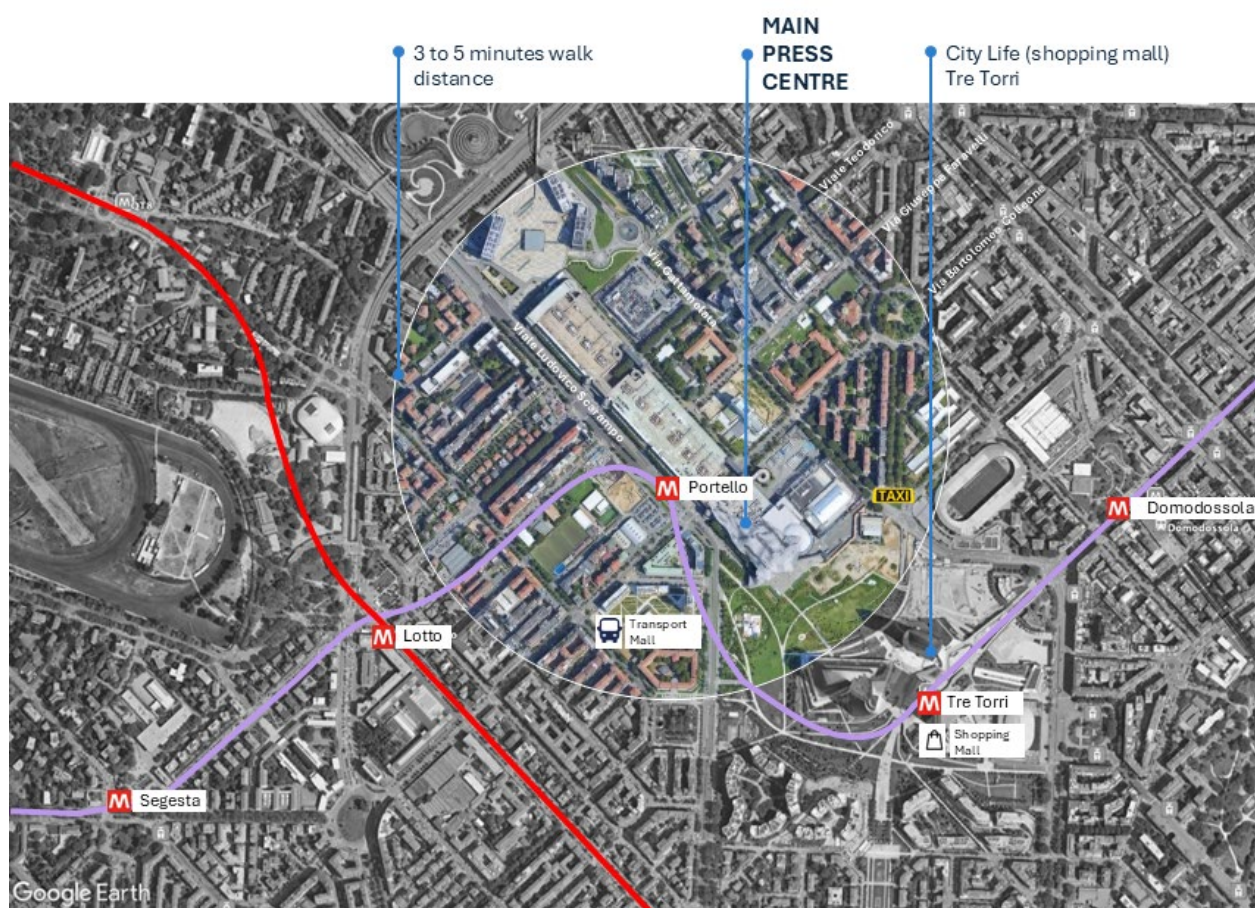 3 to 5 minutes walk
distance
MAIN
PRESS
CENTRE
City Life (shopping mall)
Tre Torri
Viale Teodorico
Via Giuseppe Faravelli
Via Bartolomeo Colleone
Via Gattamelata
Viale Ludovico Scarampo
M
Portello
TAXI
M
Domodossola
Domodossola
M
Lotto
Transport
Mall
M
Tre Torri
Shopping
Mall
M
Segesta
Google Earth